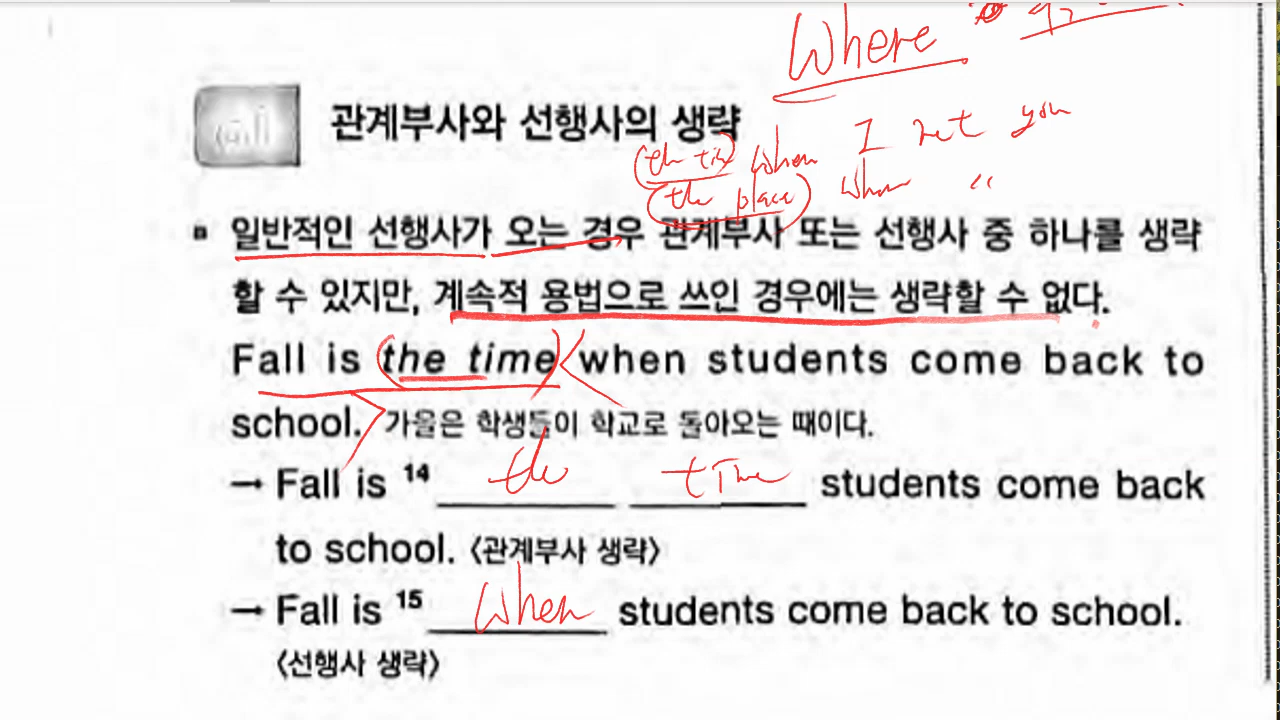 Where
관계부사와 선행사의 생략
when I met you
(the place) when "
일반적인 선행사가 오는 경우 관계부사 또는 선행사 중 하나를 생략
할 수 있지만, 계속적 용법으로 쓰인 경우에는 생략할 수 없다.
Fall is (the time) when students come back to
school. 가을은 학생들이 학교로 돌아오는 때이다.
→ Fall is 14 the time students come back
to school. <관계부사 생략>
→ Fall is 15 when students come back to school.
<선행사 생략>